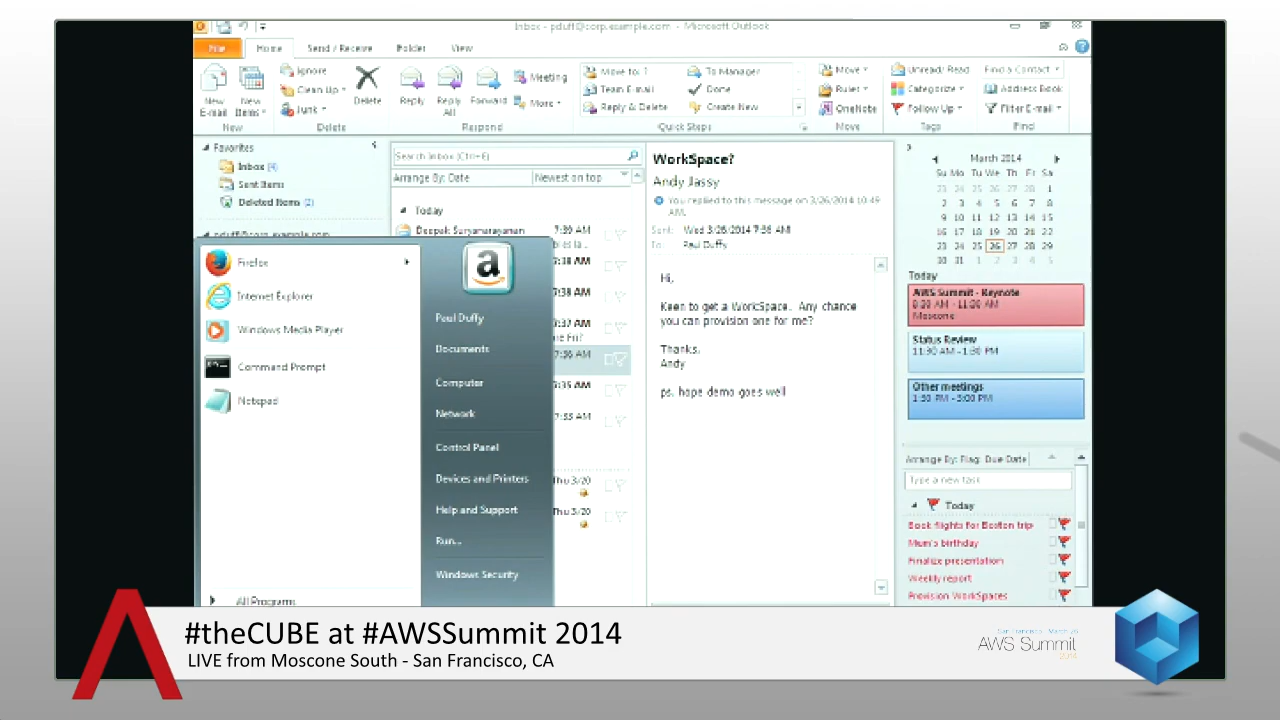 Inbox - pduff@corp.example.com - Microsoft Outlook
File Home Send / Receive Folder View
New E-mail
New Items
New
Ignore
Clean Up
Junk
Delete
Delete
Reply
Reply All
Forward
Meeting
More
Respond
Move to: ?
Team E-mail
Reply & Delete
To Manager
Done
Create New
Quick Steps
Move
Rules
OneNote
Move
Unread/ Read
Categorize
Follow Up
Tags
Find a Contact
Address Book
Filter E-mail
Find
Favorites
Inbox (4)
Sent Items
Deleted Items (2)
pduff@corp.example.com
Search Inbox (Ctrl+E)
Arrange By: Date Newest on top
Today
Deepak Suryanarayanan 7:39 AM
7:38 AM
7:38 AM
7:37 AM
7:36 AM
7:35 AM
7:33 AM
Thu 3/20
Thu 3/20
Firefox
Internet Explorer
Windows Media Player
Command Prompt
Notepad
All Programs
a
Paul Duffy
Documents
Computer
Network
Control Panel
Devices and Printers
Help and Support
Run...
Windows Security
WorkSpace?
Andy Jassy
You replied to this message on 3/26/2014 10:49
AM.
Sent: Wed 3/26/2014 7:36 AM
To: Paul Duffy
Hi,
Keen to get a WorkSpace. Any chance
you can provision one for me?
Thanks,
Andy
ps. hope demo goes well
March 2014
Su Mo Tu We Th Fr Sa
23 24 25 26 27 28 1
2 3 4 5 6 7 8
9 10 11 12 13 14 15
16 17 18 19 20 21 22
23 24 25 26 27 28 29
30 31 1 2 3 4 5
Today
AWS Summit - Keynote
Moscone
Status Review
11:30 AM -1:30 PM
Other meetings
1:30 PM - 5:00 PM
Arrange By: Flag: Due Date
Type a new task
Today
Book flights for Boston trip
Mum's birthday
Finalize presentation
Weekly report
Provision WorkSpaces
#theCUBE at #AWSSummit 2014
LIVE from Moscone South - San Francisco, CA
San Francisco, March 26
AWS Summit
2014